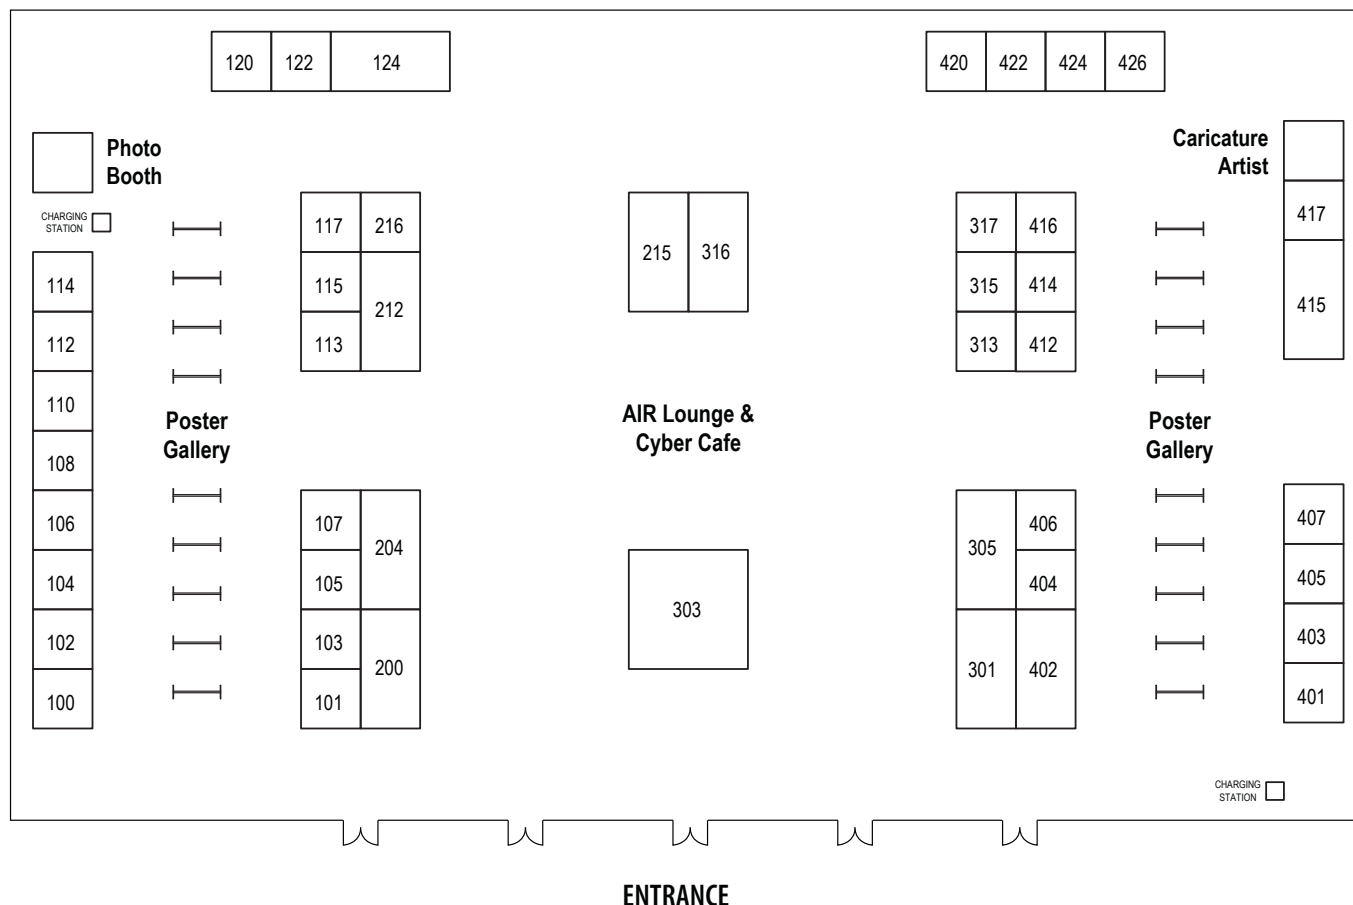 120 122 124
420 422 424 426
Photo
Booth
Caricature
Artist
CHARGING
STATION
117 216
215 316
317 416
417
114
115
212
315 414
415
112
113
313 412
110
Poster
Gallery
AIR Lounge &
Cyber Cafe
Poster
Gallery
108
106
107
204
305
406
407
104
105
404
405
303
102
103
200
301 402
403
100
101
401
CHARGING
STATION
ENTRANCE